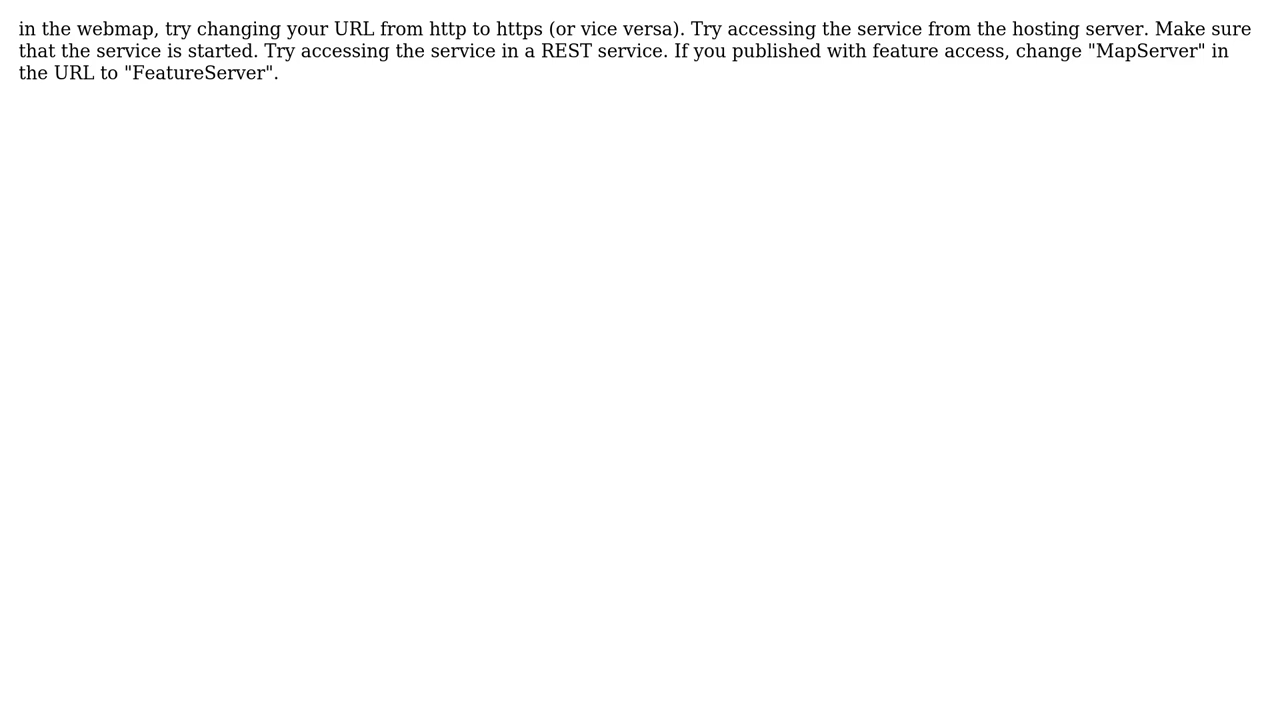 in the webmap, try changing your URL from http to https (or vice versa). Try accessing the service from the hosting server. Make sure
that the service is started. Try accessing the service in a REST service. If you published with feature access, change "MapServer" in
the URL to "FeatureServer".